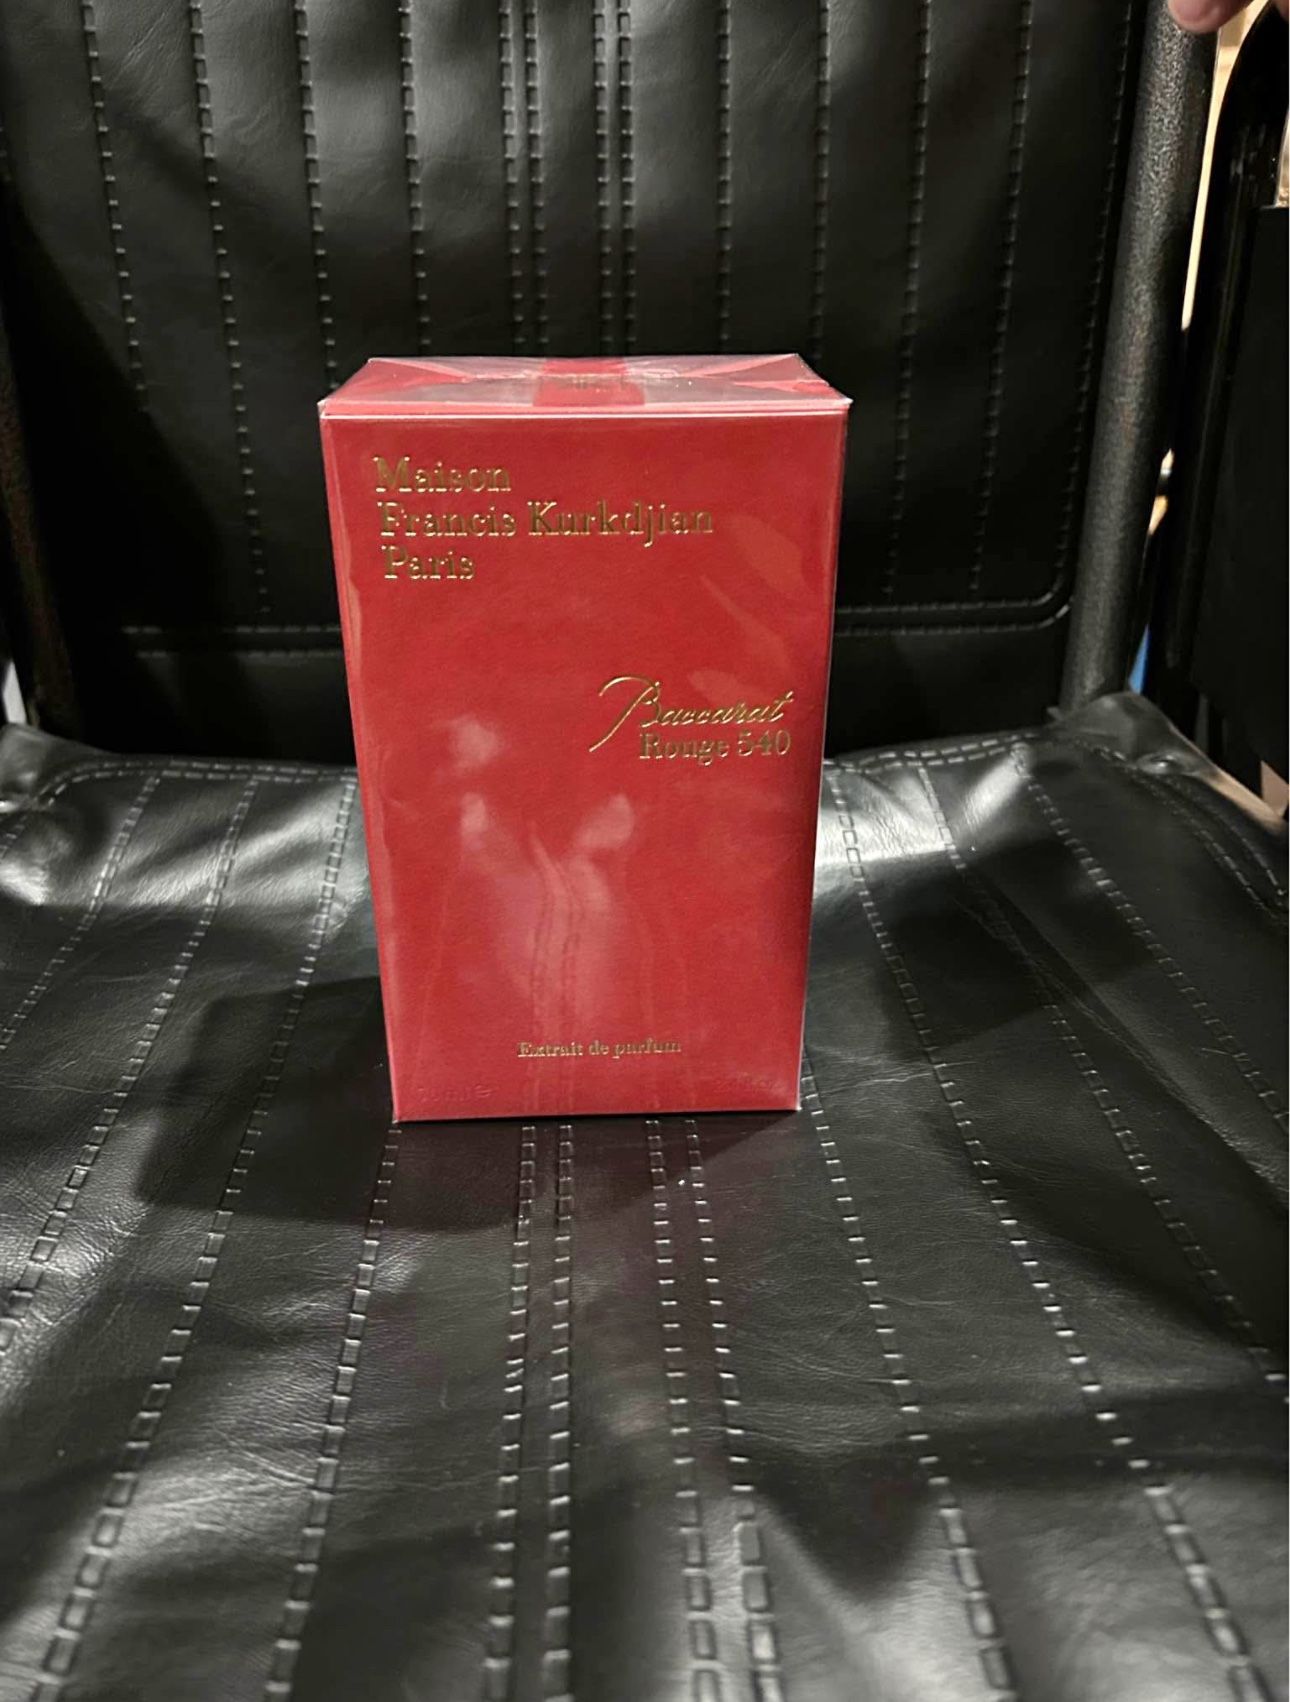 Maison
Francis Kurkdjian
Paris
Baccarat
Rouge 540
Extrait de parfum